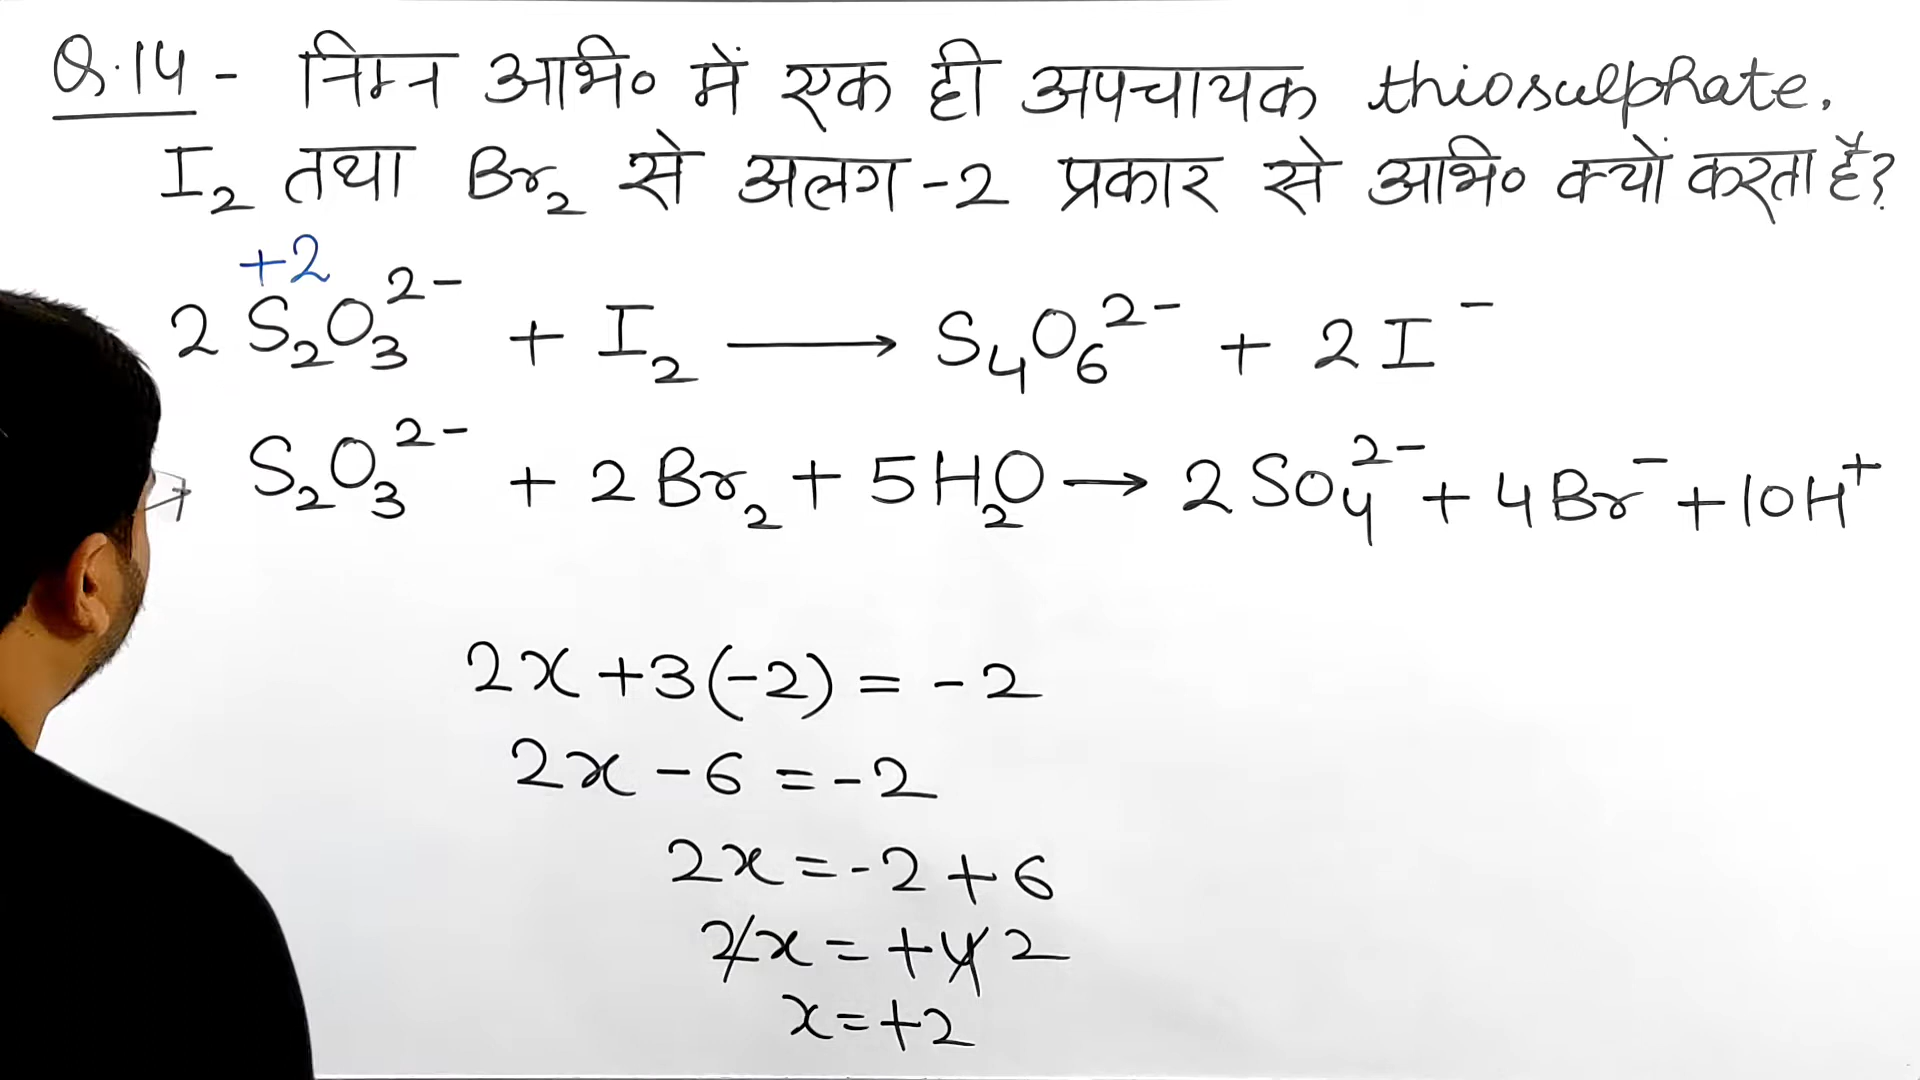 Q.14 - निम्न अभि० में एक ही अपचायक thiosulphate.
I₂ तथा Br₂ से अलग -2 प्रकार से अभि० क्यों करता है?
+2
2 S₂O₃²⁻ + I₂ ⟶ S₄O₆²⁻ + 2I⁻
→ S₂O₃²⁻ + 2Br₂ + 5H₂O → 2SO₄²⁻ + 4Br⁻ + 10H⁺
2x + 3(-2) = -2
2x - 6 = -2
2x = -2 + 6
2x = +4 2
x = +2